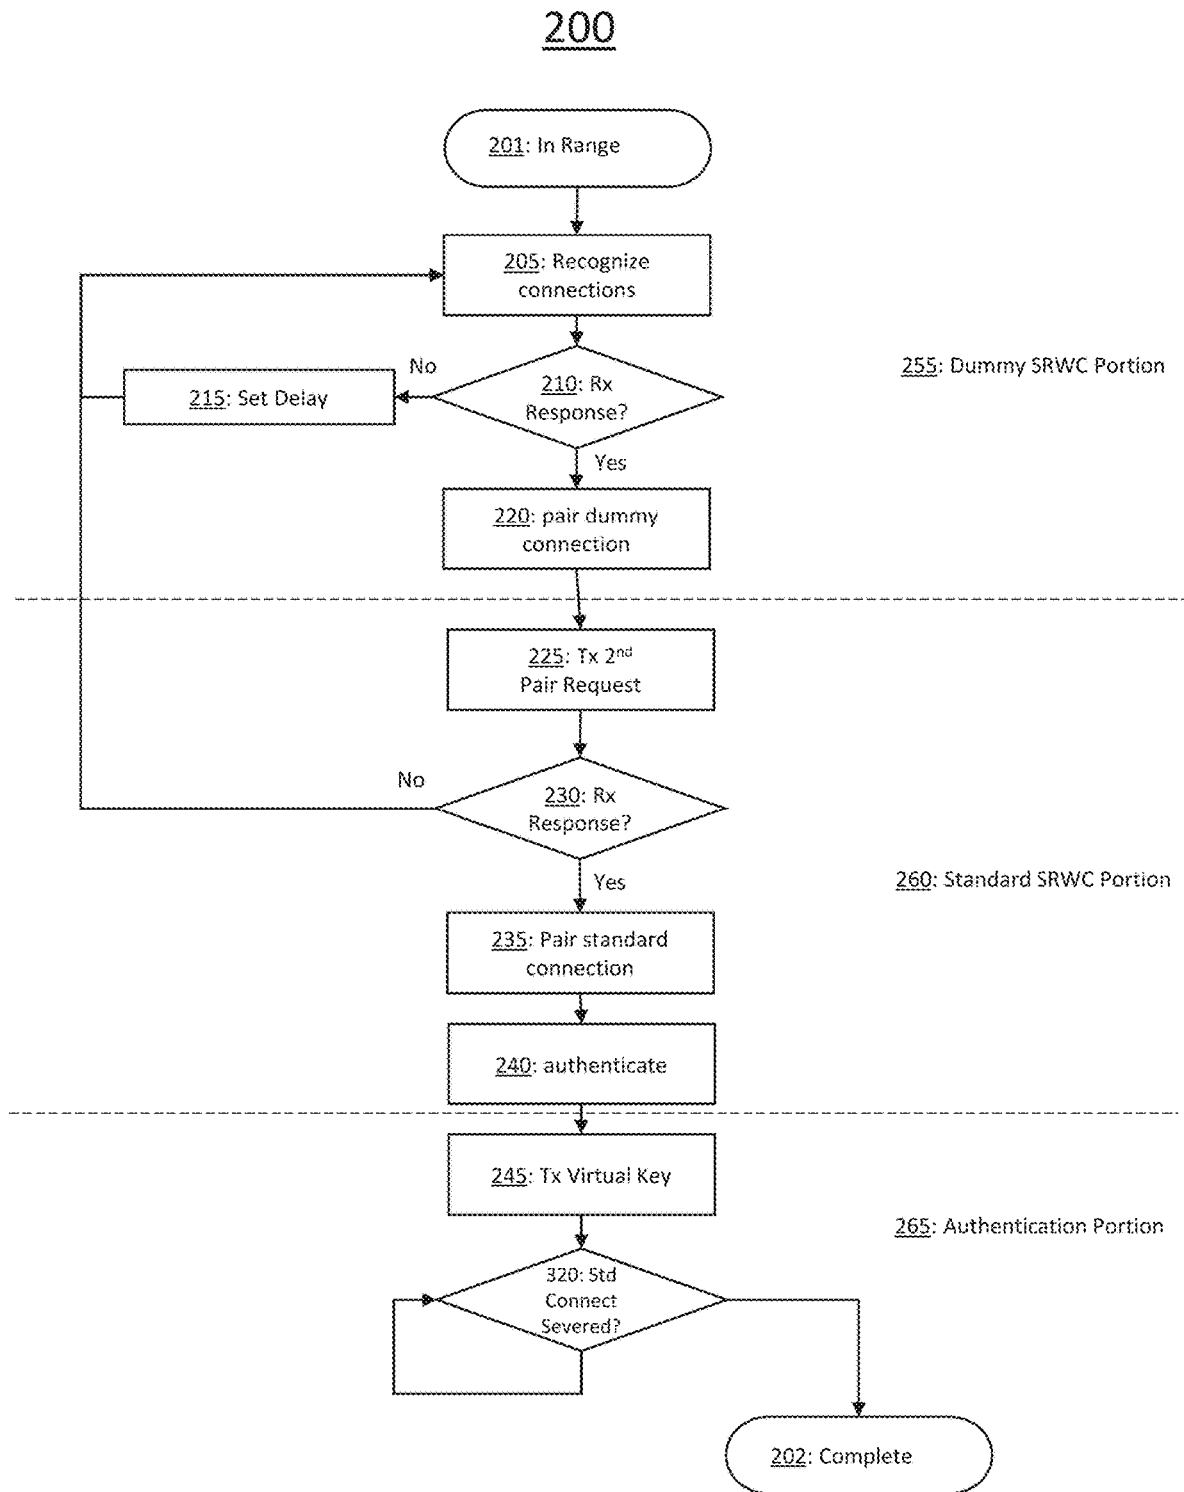 200
201: In Range
205: Recognize
connections
No
210: Rx
Response?
215: Set Delay
255: Dummy SRWC Portion
Yes
220: pair dummy
connection
225: Tx 2nd
Pair Request
No
230: Rx
Response?
Yes
260: Standard SRWC Portion
235: Pair standard
connection
240: authenticate
245: Tx Virtual Key
265: Authentication Portion
320: Std
Connect
Severed?
202: Complete